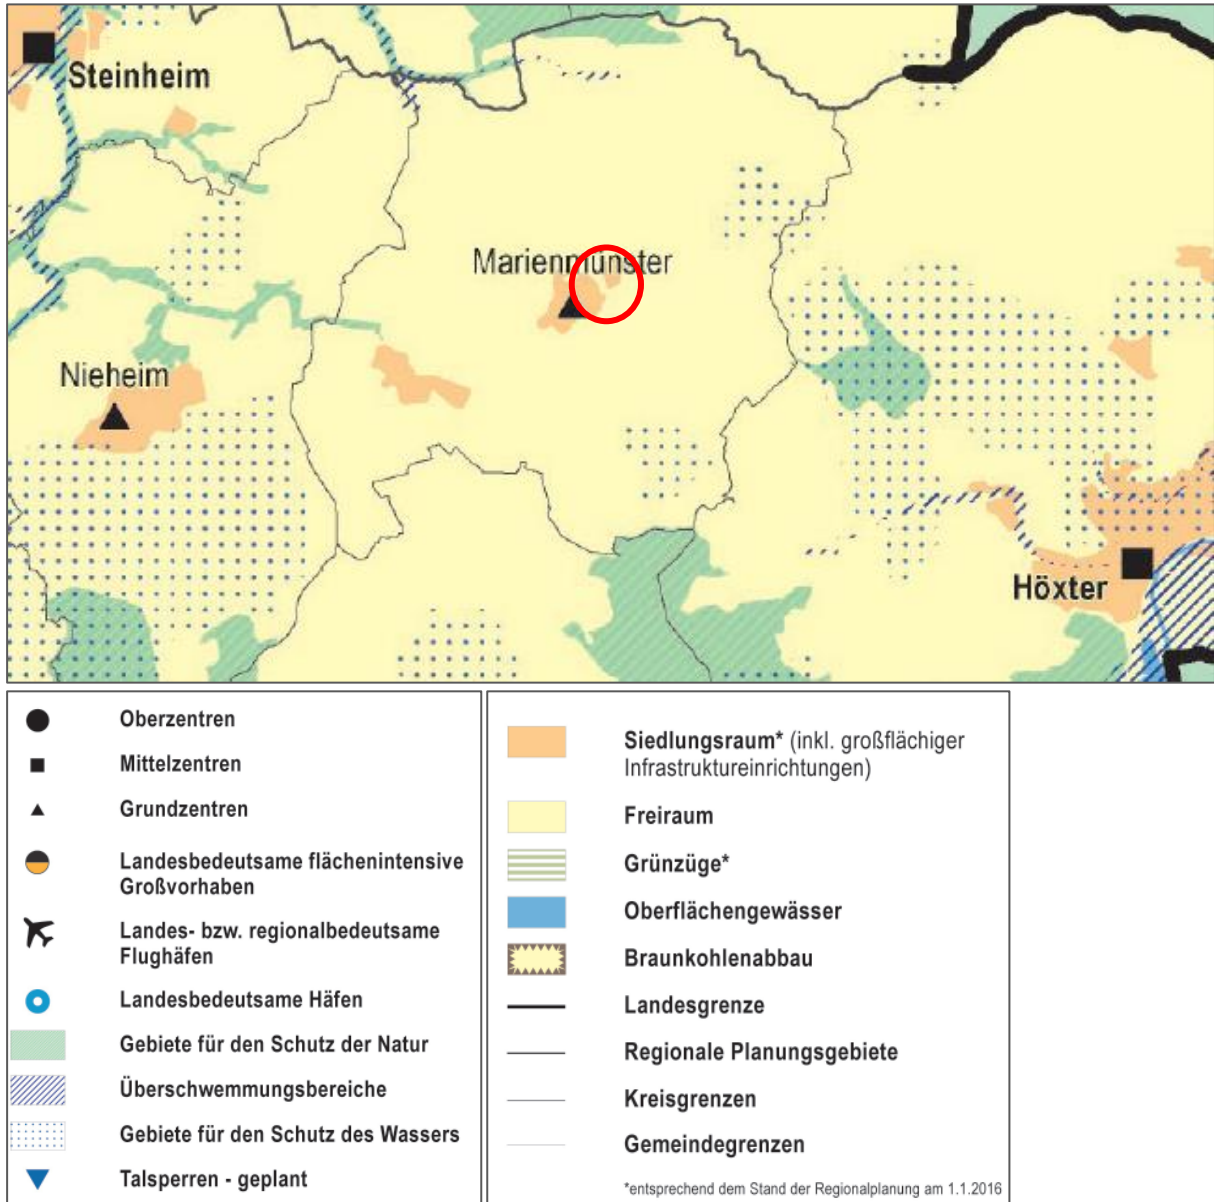 Steinheim
Marienmünster
Nieheim
Höxter
Oberzentren
Mittelzentren
Grundzentren
Landesbedeutsame flächenintensive
Großvorhaben
Landes- bzw. regionalbedeutsame
Flughäfen
Landesbedeutsame Häfen
Gebiete für den Schutz der Natur
Überschwemmungsbereiche
Gebiete für den Schutz des Wassers
Talsperren - geplant
Siedlungsraum* (inkl. großflächiger
Infrastruktureinrichtungen)
Freiraum
Grünzüge*
Oberflächengewässer
Braunkohlenabbau
Landesgrenze
Regionale Planungsgebiete
Kreisgrenzen
Gemeindegrenzen
*entsprechend dem Stand der Regionalplanung am 1.1.2016